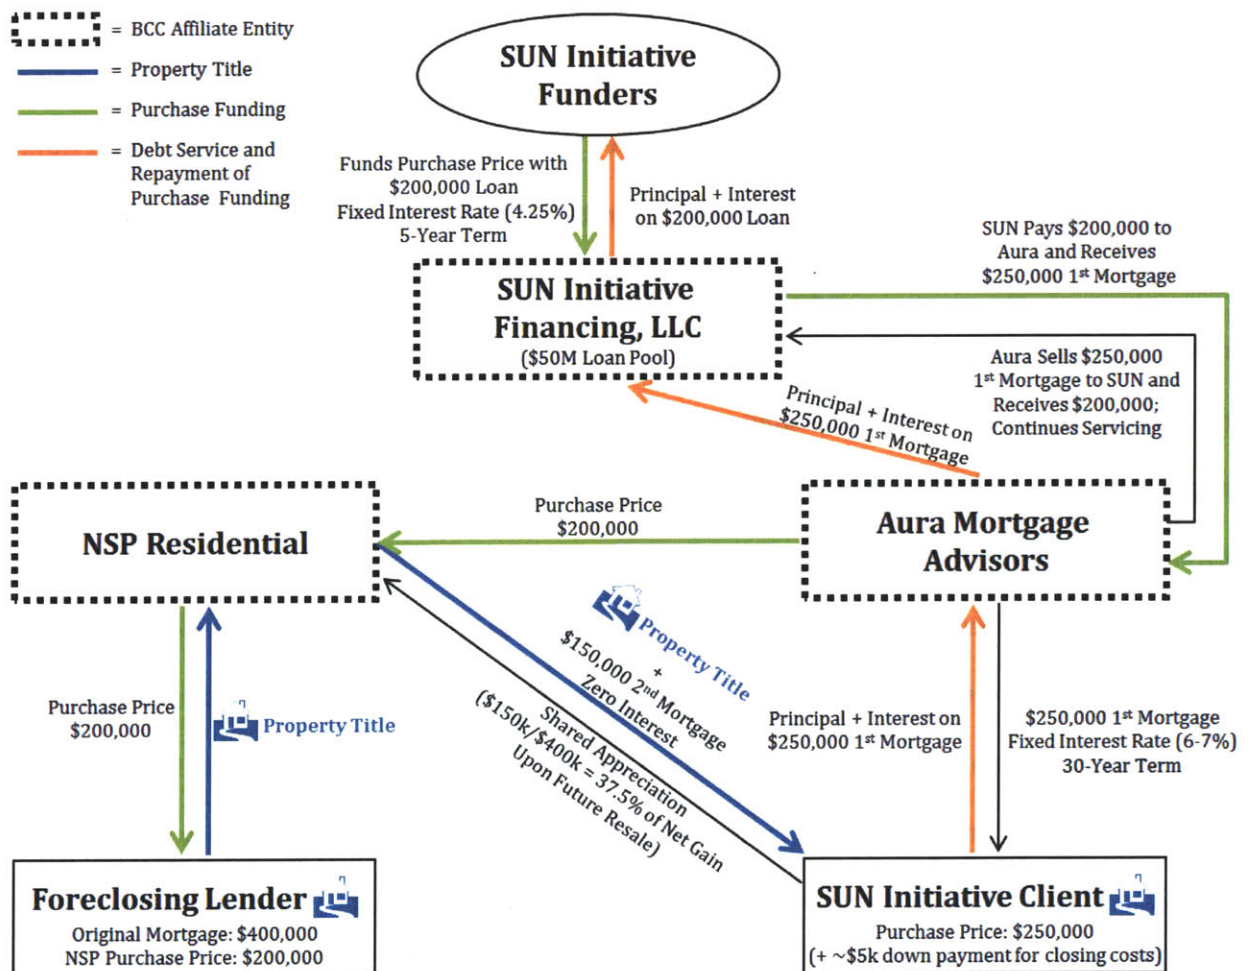 = BCC Affiliate Entity
= Property Title
= Purchase Funding
= Debt Service and
Repayment of
Purchase Funding
SUN Initiative
Funders
Funds Purchase Price with
$200,000 Loan
Fixed Interest Rate (4.25%)
5-Year Term
Principal + Interest
on $200,000 Loan
SUN Pays $200,000 to
Aura and Receives
$250,000 1st Mortgage
SUN Initiative
Financing, LLC
($50M Loan Pool)
Aura Sells $250,000
1st Mortgage to SUN and
Receives $200,000;
Continues Servicing
Principal + Interest on
$250,000 1st Mortgage
NSP Residential
Purchase Price
$200,000
Aura Mortgage
Advisors
Property Title
+
$150,000 2nd Mortgage
Zero Interest
Shared Appreciation
($150k/$400k = 37.5% of Net Gain
Upon Future Resale)
Purchase Price
$200,000
Property Title
Principal + Interest on
$250,000 1st Mortgage
$250,000 1st Mortgage
Fixed Interest Rate (6-7%)
30-Year Term
Foreclosing Lender
Original Mortgage: $400,000
NSP Purchase Price: $200,000
SUN Initiative Client
Purchase Price: $250,000
(+ ~$5k down payment for closing costs)